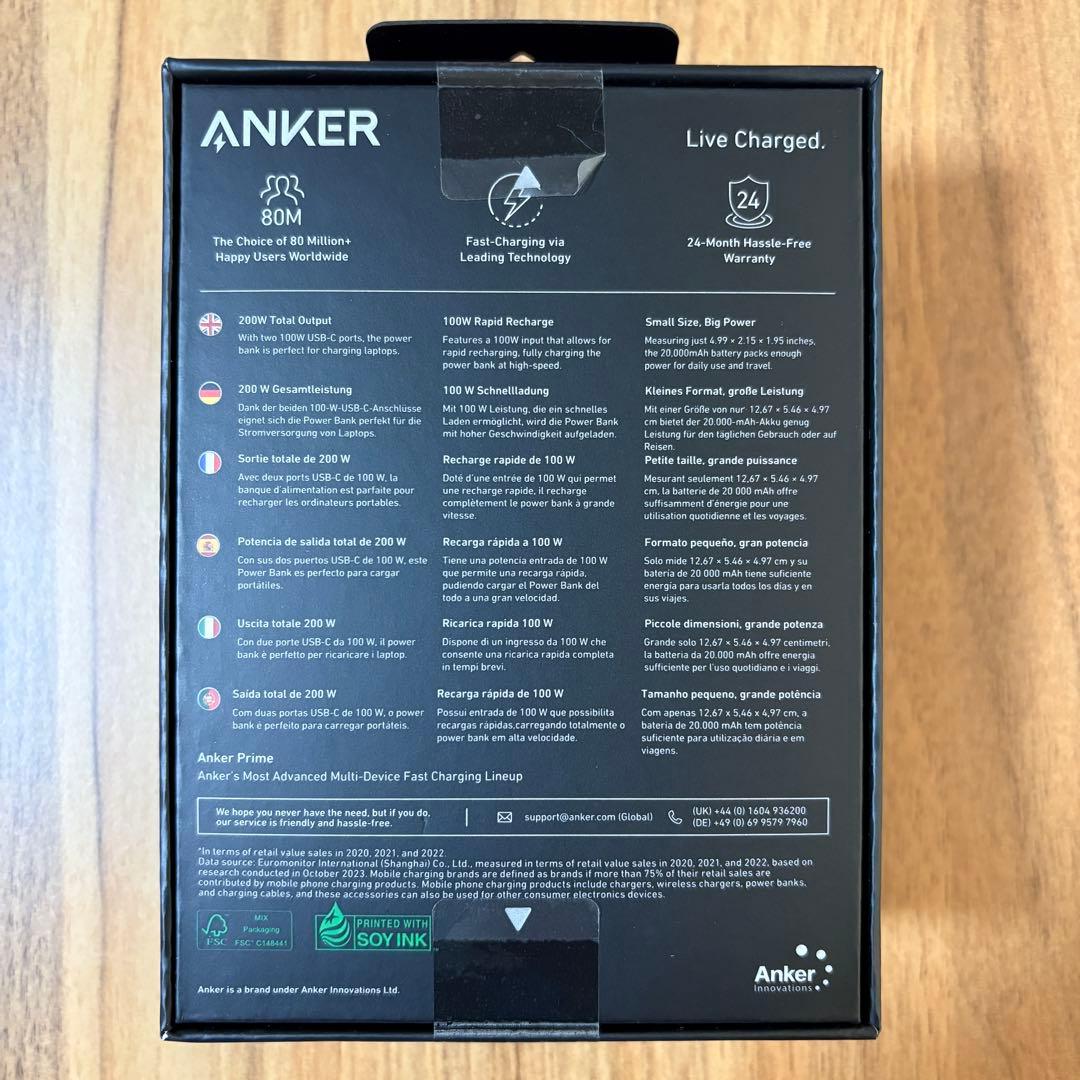 ANKER
Live Charged.
80M
The Choice of 80 Million+
Happy Users Worldwide
Fast-Charging via
Leading Technology
24
24-Month Hassle-Free
Warranty
200W Total Output
With two 100W USB-C ports, the power
bank is perfect for charging laptops.
100W Rapid Recharge
Features a 100W input that allows for
rapid recharging, fully charging the
power bank at high-speed.
Small Size, Big Power
Measuring just 4.99 × 2.15 × 1.95 inches,
the 20,000mAh battery packs enough
power for daily use and travel.
200 W Gesamtleistung
Dank der beiden 100-W-USB-C-Anschlüsse
eignet sich die Power Bank perfekt für die
Stromversorgung von Laptops.
100 W Schnellladung
Mit 100 W Leistung, die ein schnelles
Laden ermöglicht, wird die Power Bank
mit hoher Geschwindigkeit aufgeladen.
Kleines Format, große Leistung
Mit einer Größe von nur 12,67 × 5.46 × 4.97
cm bietet der 20.000-mAh-Akku genug
Leistung für den täglichen Gebrauch oder auf
Reisen.
Sortie totale de 200 W
Avec deux ports USB-C de 100 W, la
banque d'alimentation est parfaite pour
recharger les ordinateurs portables.
Recharge rapide de 100 W
Doté d'une entrée de 100 W qui permet
une recharge rapide, il recharge
complètement le power bank à grande
vitesse.
Petite taille, grande puissance
Mesurant seulement 12,67 × 5.46 × 4.97
cm, la batterie de 20 000 mAh offre
suffisamment d'énergie pour une
utilisation quotidienne et les voyages.
Potencia de salida total de 200 W
Con sus dos puertos USB-C de 100 W, este
Power Bank es perfecto para cargar
portátiles.
Recarga rápida a 100 W
Tiene una potencia entrada de 100 W
que permite una recarga rápida,
pudiendo cargar el Power Bank del
todo a una gran velocidad.
Formato pequeño, gran potencia
Solo mide 12,67 × 5.46 × 4.97 cm y su
batería de 20 000 mAh tiene suficiente
energía para usarla todos los días y en
sus viajes.
Uscita totale 200 W
Con due porte USB-C da 100 W, il power
bank è perfetto per ricaricare i laptop.
Ricarica rapida 100 W
Dispone di un ingresso da 100 W che
consente una ricarica rapida completa
in tempi brevi.
Piccole dimensioni, grande potenza
Grande solo 12,67 × 5.46 × 4.97 centimetri,
la batteria da 20.000 mAh offre energia
sufficiente per l'uso quotidiano e i viaggi.
Saída total de 200 W
Com duas portas USB-C de 100 W, o power
bank é perfeito para carregar portáteis.
Recarga rápida de 100 W
Possui entrada de 100 W que possibilita
recargas rápidas,carregando totalmente o
power bank em alta velocidade.
Tamanho pequeno, grande potência
Com apenas 12,67 x 5,46 x 4,97 cm, a
bateria de 20.000 mAh tem potência
suficiente para utilização diária e em
viagens.
Anker Prime
Anker's Most Advanced Multi-Device Fast Charging Lineup
We hope you never have the need, but if you do,
our service is friendly and hassle-free.
support@anker.com (Global)
(UK) +44 (0) 1604 936200
(DE) +49 (0) 69 9579 7960
*In terms of retail value sales in 2020, 2021, and 2022.
Data source: Euromonitor International (Shanghai) Co., Ltd., measured in terms of retail value sales in 2020, 2021, and 2022, based on
research conducted in October 2023. Mobile charging brands are defined as brands if more than 75% of their retail sales are
contributed by mobile phone charging products. Mobile phone charging products include chargers, wireless chargers, power banks,
and charging cables, and these accessories can also be used for other consumer electronics devices.
FSC
MIX
Packaging
FSC™ C148441
PRINTED WITH
SOY INK™
Anker
Innovations
Anker is a brand under Anker Innovations Ltd.